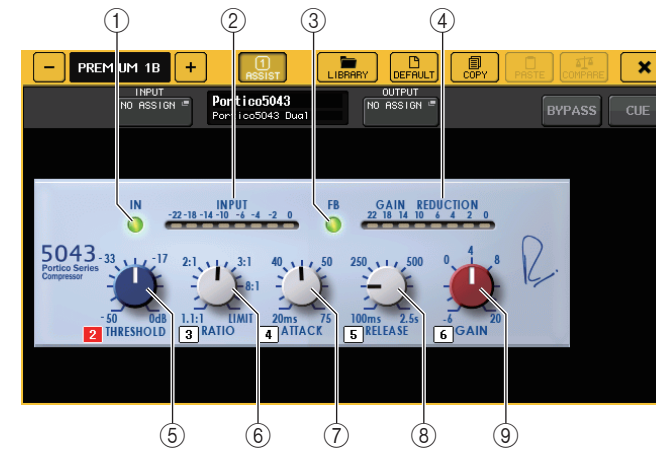 ① ② ③ ④
− PREMIUM 1B + 1 ASSIST LIBRARY DEFAULT COPY PASTE COMPARE ×
INPUT
NO ASSIGN
Portico5043
Portico5043 Dual
OUTPUT
NO ASSIGN
BYPASS CUE
IN INPUT FB GAIN REDUCTION
-22 -18 -14 -10 -6 -4 -2 0 22 18 14 10 6 4 2 0
5043
Portico Series
Compressor
-33 -17 2:1 3:1 8:1 40 50 250 500 0 4 8
-50 0dB 1.1:1 LIMIT 20ms 75 100ms 2.5s -6 20
2 THRESHOLD 3 RATIO 4 ATTACK 5 RELEASE 6 GAIN
⑤ ⑥ ⑦ ⑧ ⑨